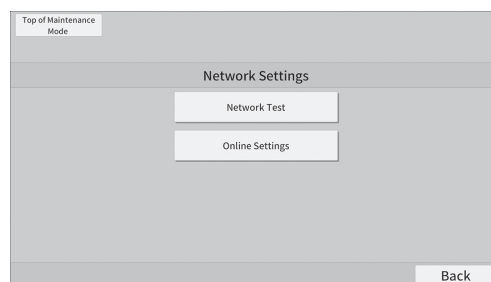 Top of Maintenance
Mode
Network Settings
Network Test
Online Settings
Back